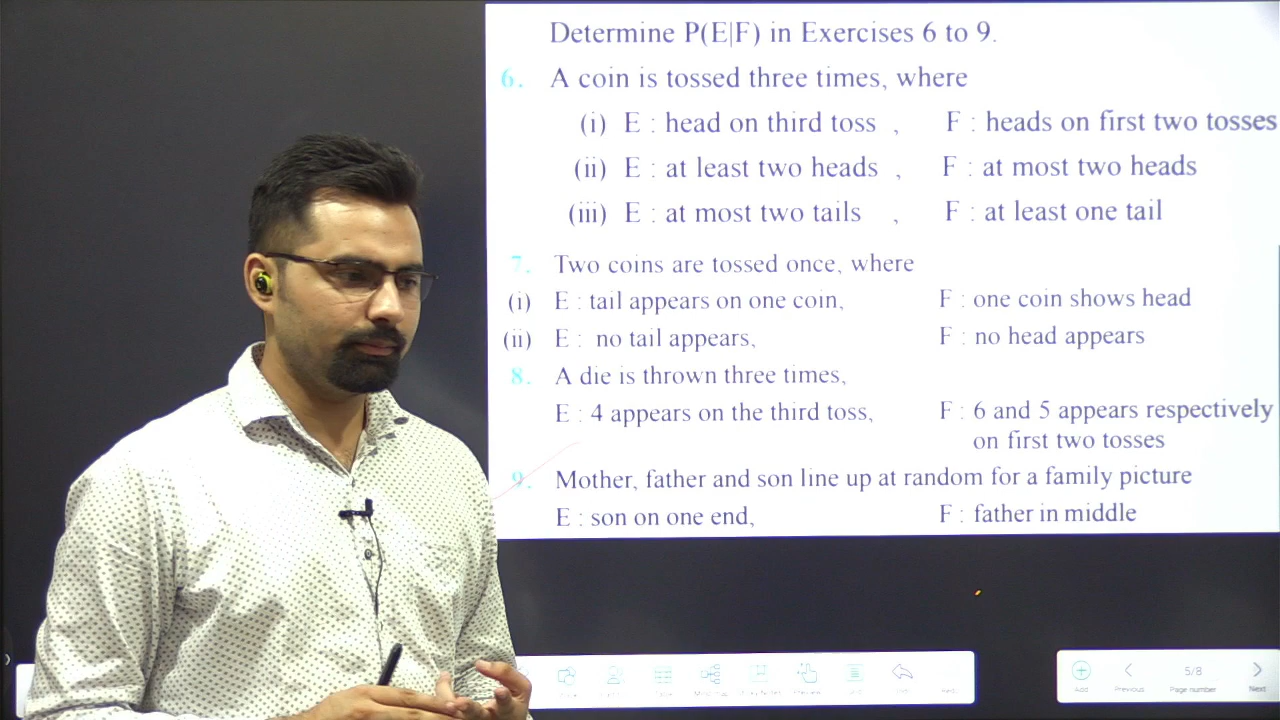 Determine P(E|F) in Exercises 6 to 9.
6. A coin is tossed three times, where
(i) E : head on third toss , F : heads on first two tosses
(ii) E : at least two heads , F : at most two heads
(iii) E : at most two tails , F : at least one tail
7. Two coins are tossed once, where
(i) E : tail appears on one coin, F : one coin shows head
(ii) E : no tail appears, F : no head appears
8. A die is thrown three times,
E : 4 appears on the third toss, F : 6 and 5 appears respectively
on first two tosses
9. Mother, father and son line up at random for a family picture
E : son on one end, F : father in middle
5/8
Add Previous Page number Next